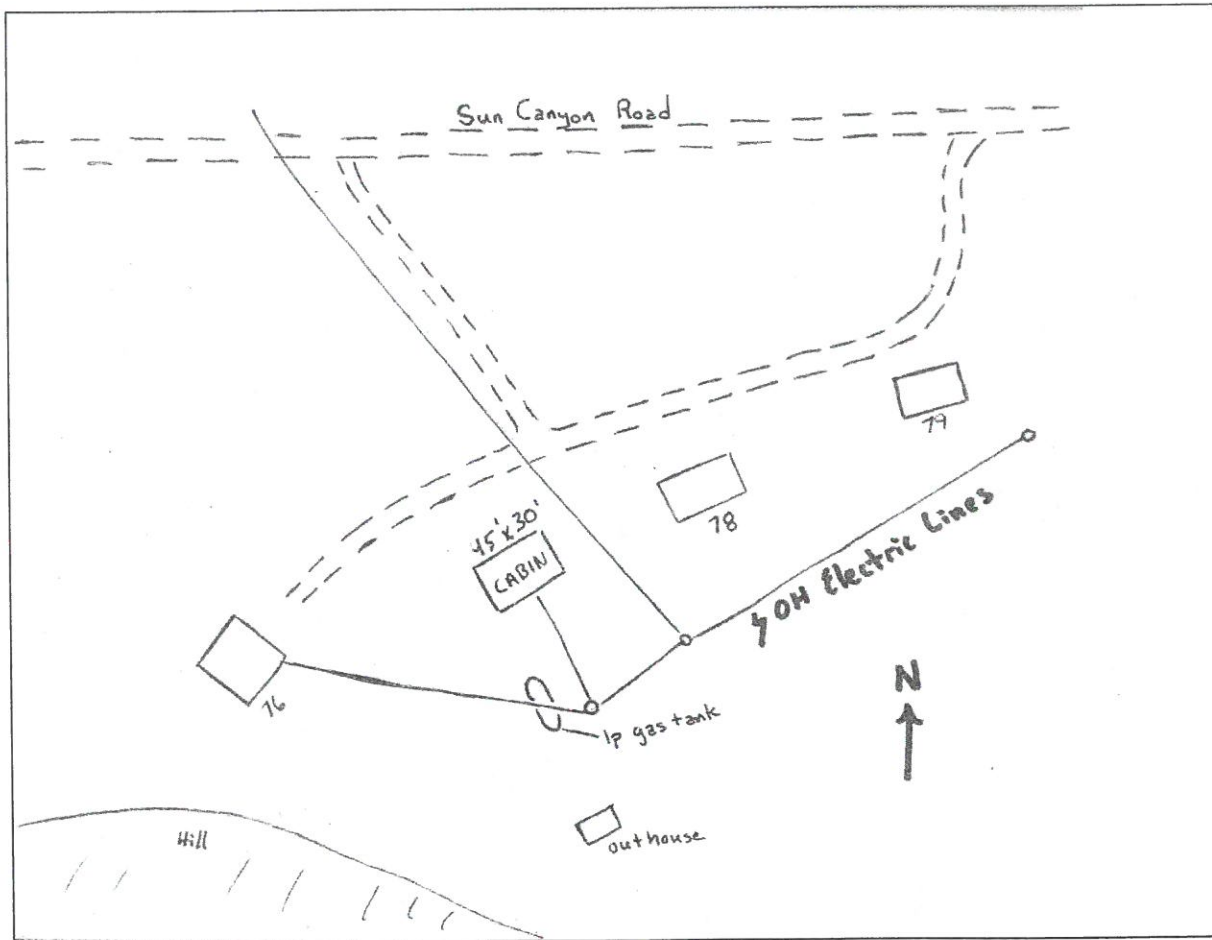 Sun Canyon Road
79
78
45'x30'
CABIN
OH Electric Lines
76
N
lp gas tank
outhouse
Hill